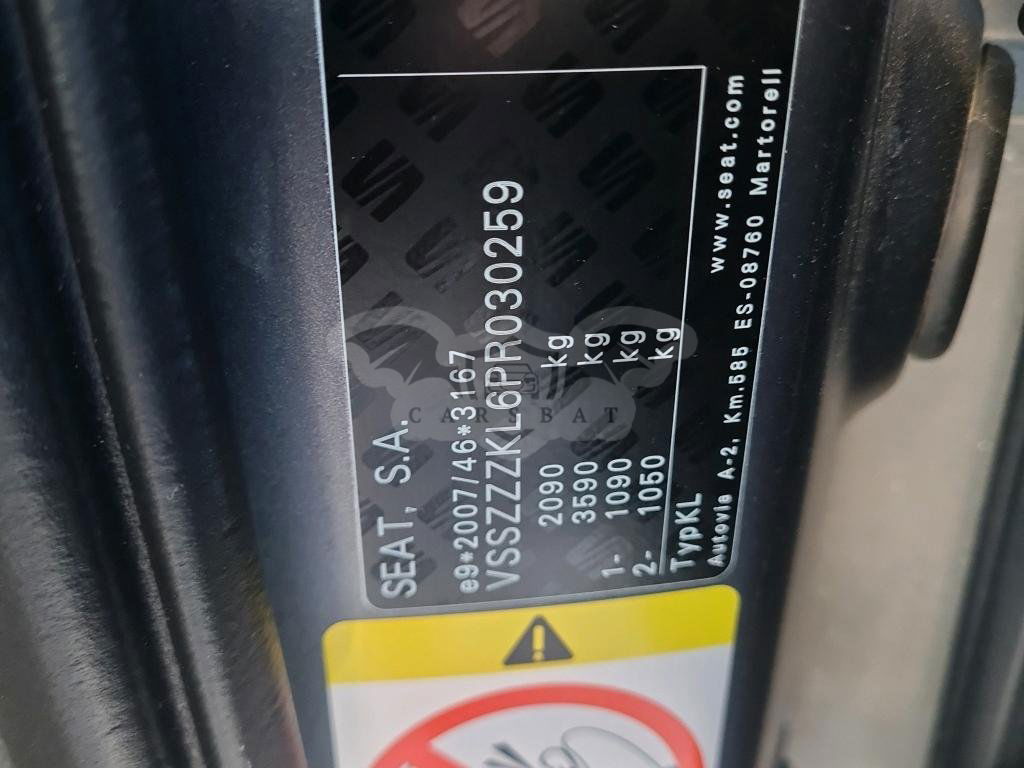 SEAT, S.A.
e9*2007/46*3167
VSSZZZKL6PR030259
2090 kg
3590 kg
1- 1090 kg
2- 1050 kg
TypKL
www.seat.com
Autovia A-2, Km.585 ES-08760 Martorell
CARSBAT